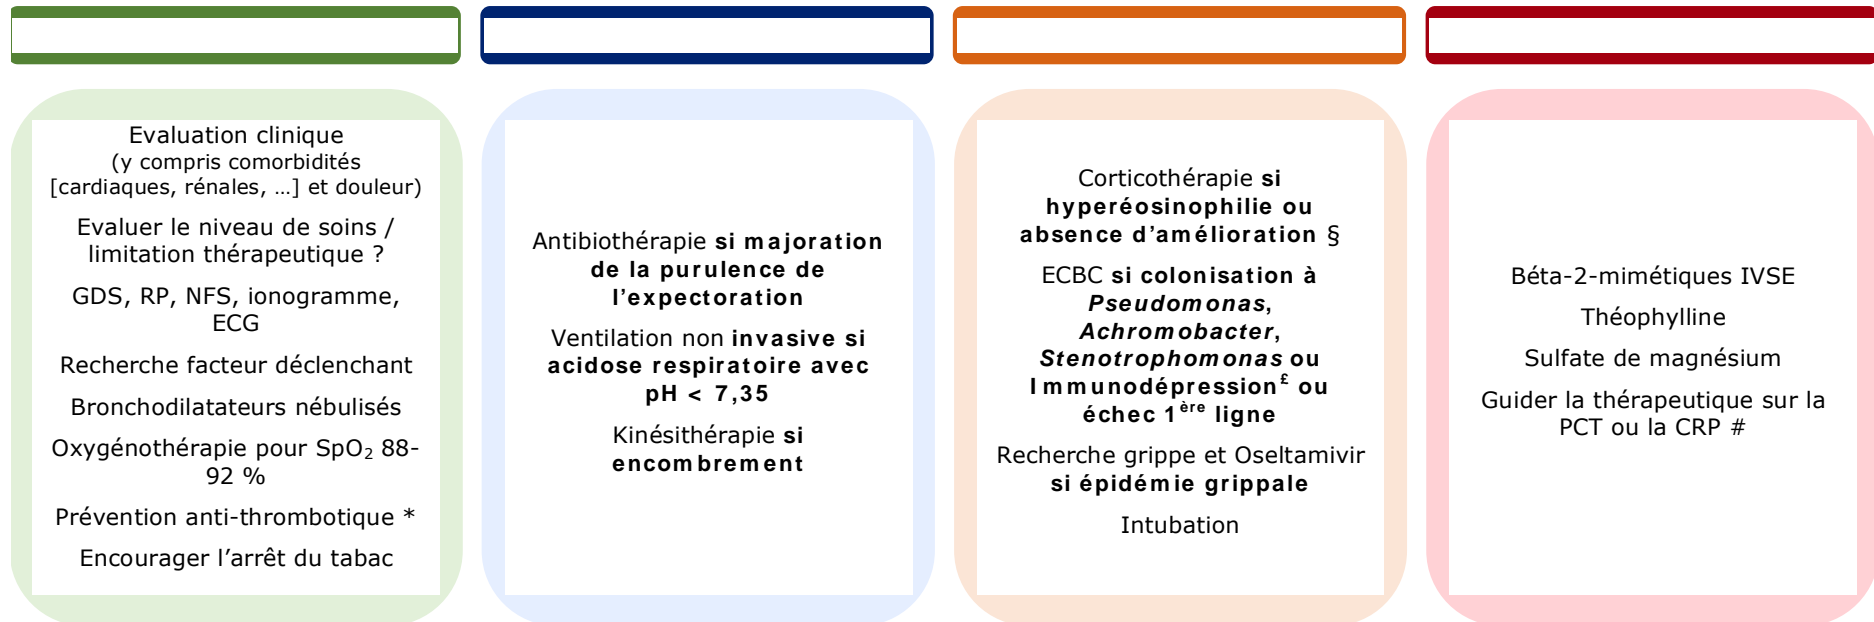 Evaluation clinique
(y compris comorbidités
[cardiaques, rénales, …] et douleur)
Evaluer le niveau de soins /
limitation thérapeutique ?
GDS, RP, NFS, ionogramme,
ECG
Recherche facteur déclenchant
Bronchodilatateurs nébulisés
Oxygénothérapie pour SpO₂ 88-
92 %
Prévention anti-thrombotique *
Encourager l’arrêt du tabac
Antibiothérapie si majoration
de la purulence de
l’expectoration
Ventilation non invasive si
acidose respiratoire avec
pH < 7,35
Kinésithérapie si
encombrement
Corticothérapie si
hyperéosinophilie ou
absence d’amélioration §
ECBC si colonisation à
Pseudomonas,
Achromobacter,
Stenotrophomonas ou
Immunodépression£ ou
échec 1ère ligne
Recherche grippe et Oseltamivir
si épidémie grippale
Intubation
Béta-2-mimétiques IVSE
Théophylline
Sulfate de magnésium
Guider la thérapeutique sur la
PCT ou la CRP #